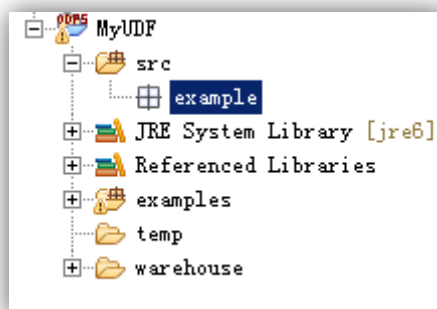 ODPS
MyUDF
src
example
JRE System Library [jre6]
Referenced Libraries
examples
temp
warehouse